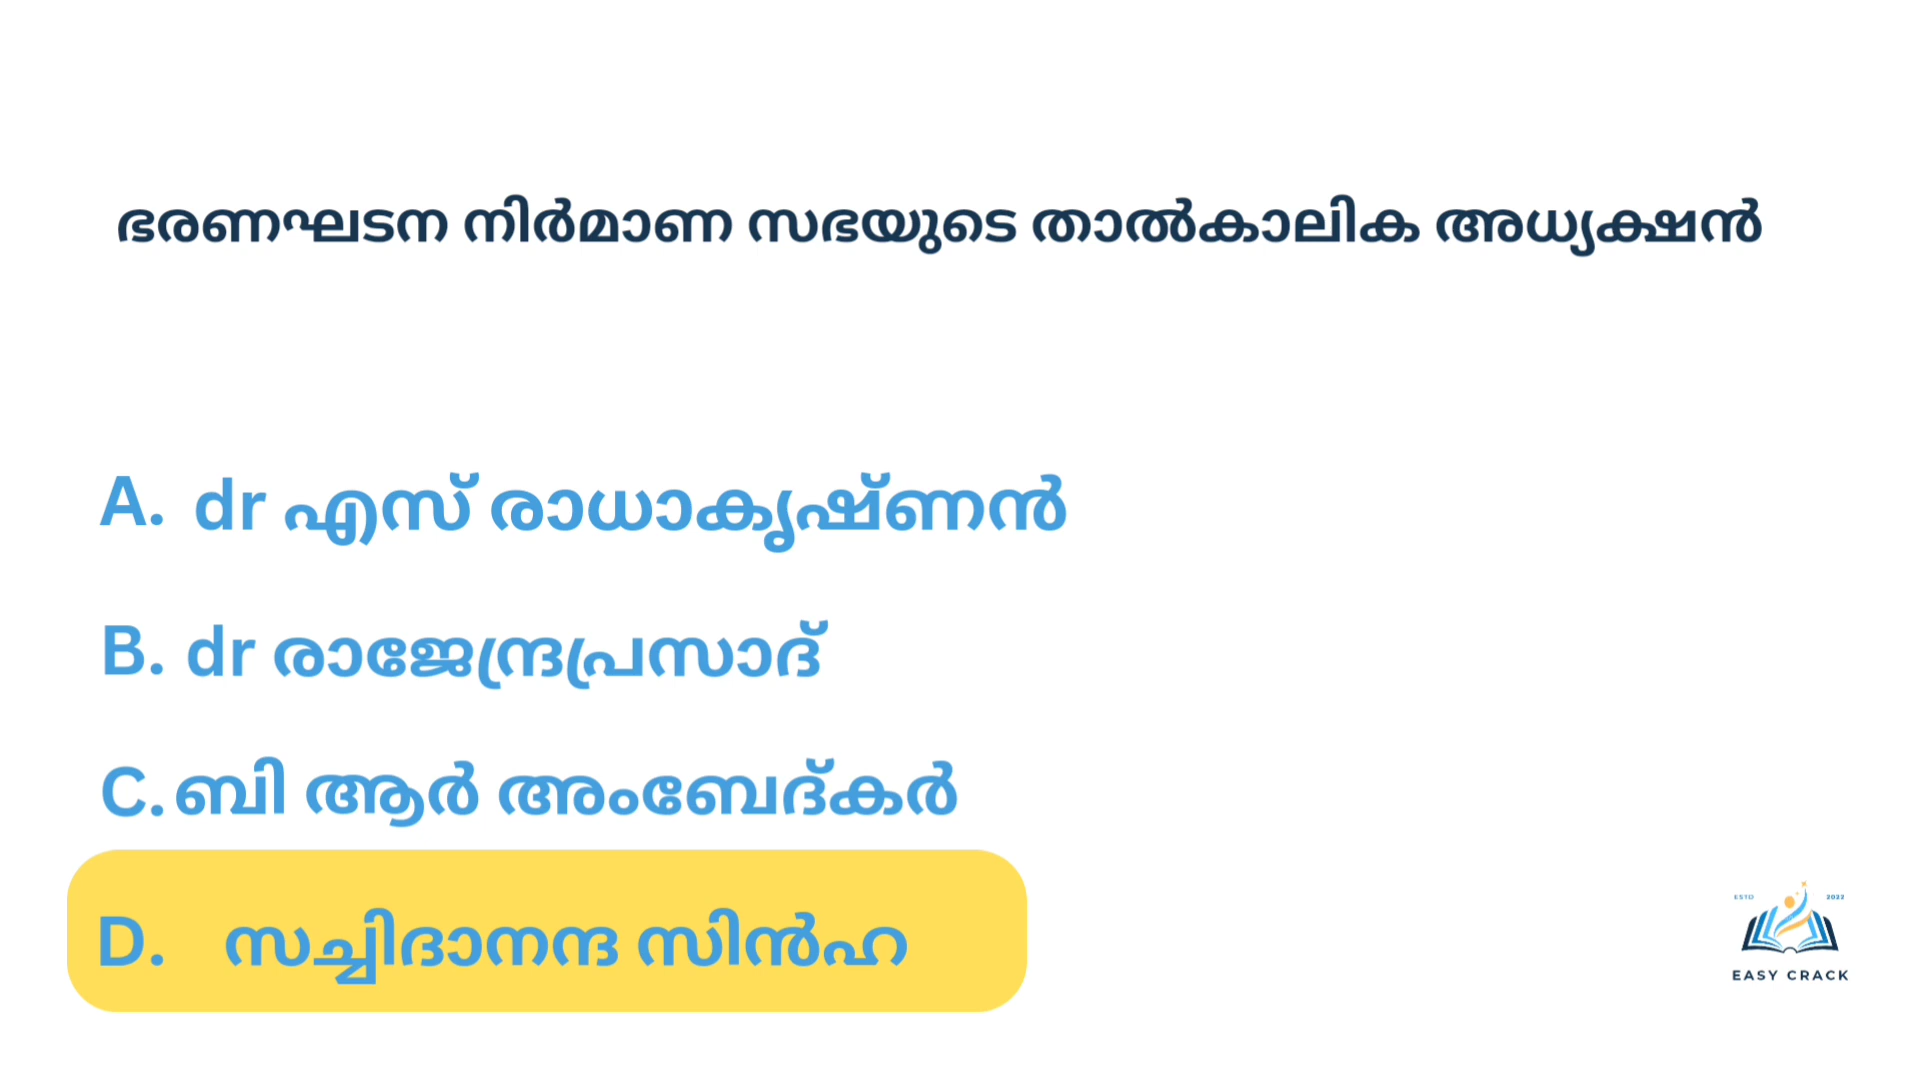 ഭരണഘടന നിർമാണ സഭയുടെ താൽകാലിക അധ്യക്ഷൻ
A. dr എസ് രാധാകൃഷ്ണൻ
B. dr രാജേന്ദ്രപ്രസാദ്
C. ബി ആർ അംബേദ്കർ
D. സച്ചിദാനന്ദ സിൻഹ
ESTD 2022
EASY CRACK